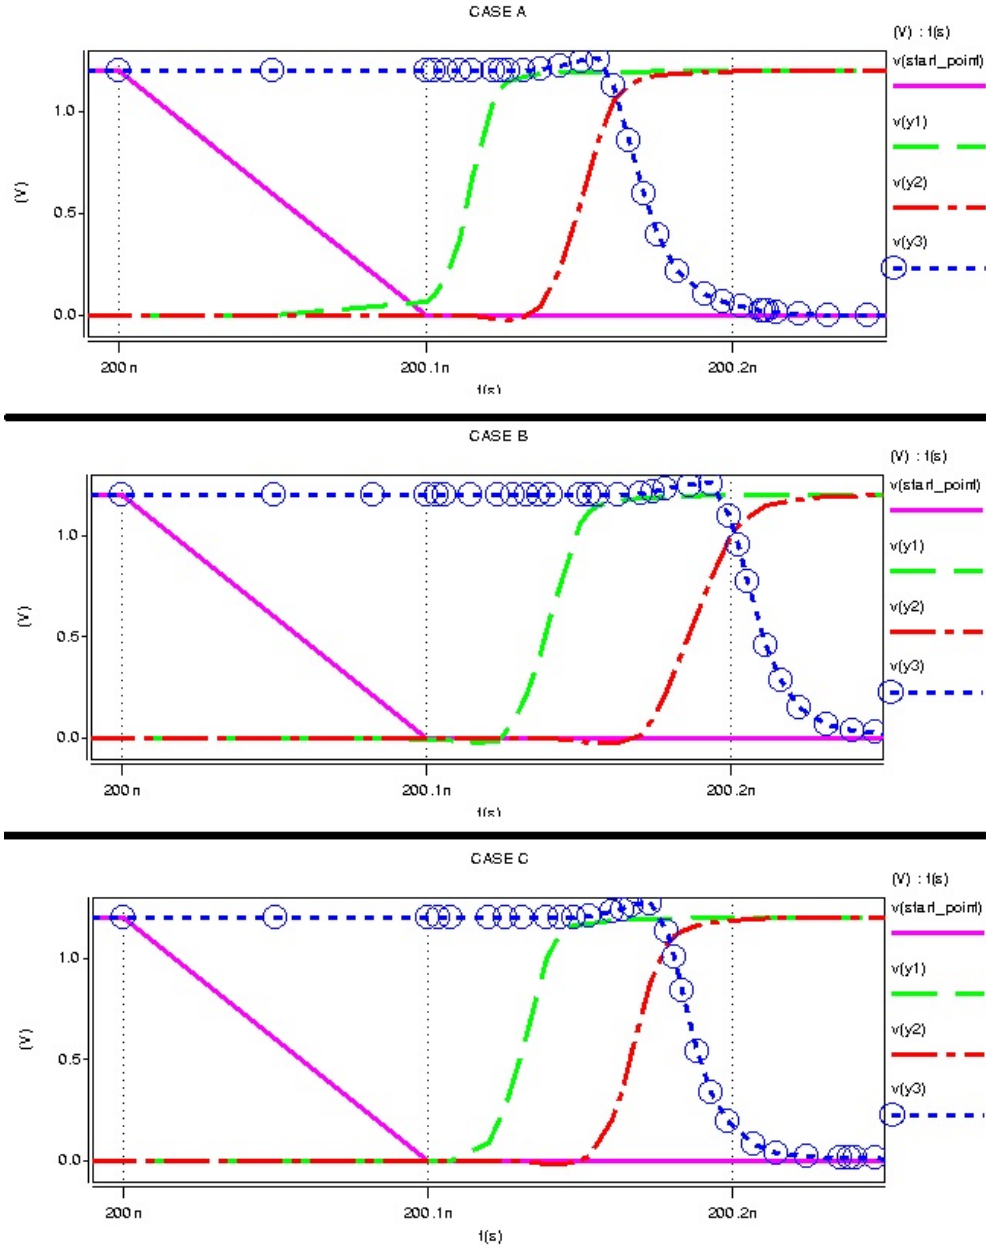 CASE A
(V) : t(s)
v(start_point)
v(y1)
v(y2)
v(y3)
(V)
1.0
0.5
0.0
200n
200.1n
200.2n
t(s)
CASE B
(V) : t(s)
v(start_point)
v(y1)
v(y2)
v(y3)
(V)
1.0
0.5
0.0
200n
200.1n
200.2n
t(s)
CASE C
(V) : t(s)
v(start_point)
v(y1)
v(y2)
v(y3)
(V)
1.0
0.5
0.0
200n
200.1n
200.2n
t(s)